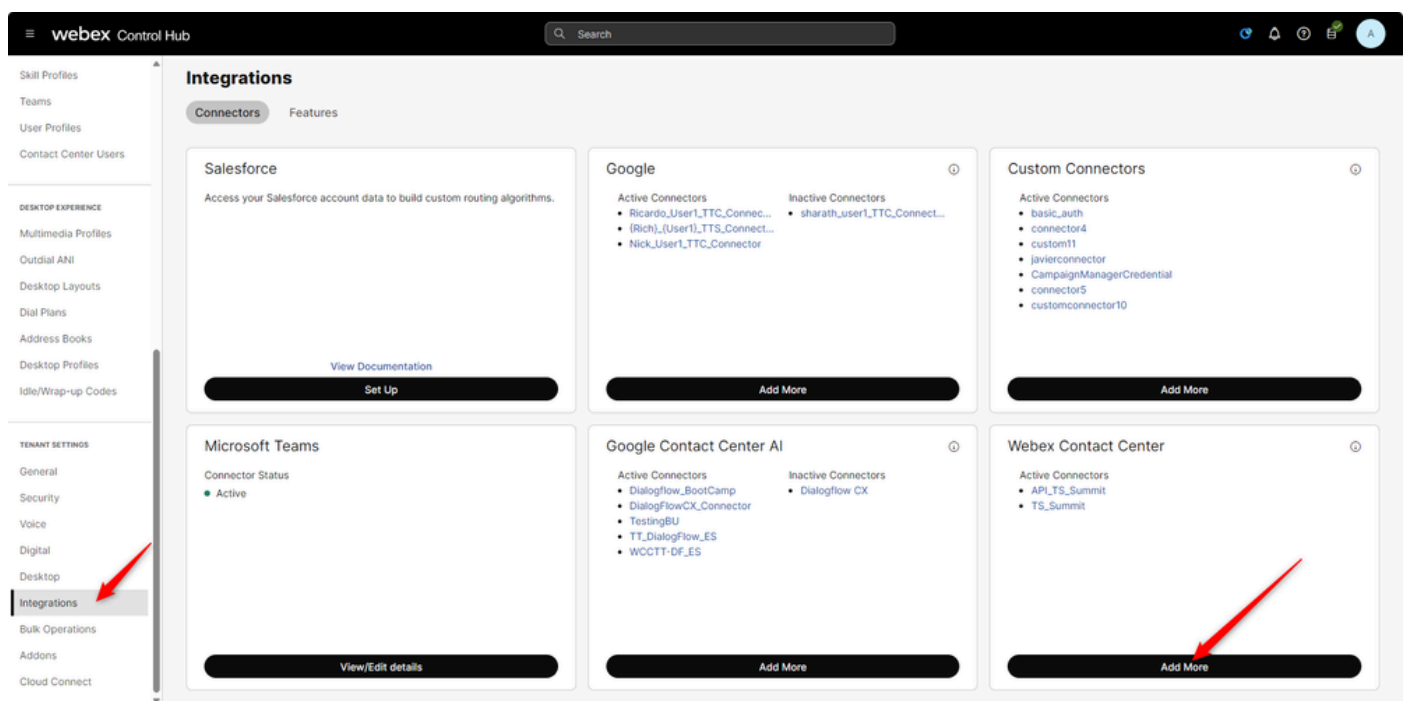 webex Control Hub
Search
A
Skill Profiles
Teams
User Profiles
Contact Center Users
DESKTOP EXPERIENCE
Multimedia Profiles
Outdial ANI
Desktop Layouts
Dial Plans
Address Books
Desktop Profiles
Idle/Wrap-up Codes
TENANT SETTINGS
General
Security
Voice
Digital
Desktop
Integrations
Bulk Operations
Addons
Cloud Connect
Integrations
Connectors Features
Salesforce
Access your Salesforce account data to build custom routing algorithms.
View Documentation
Set Up
Google
Active Connectors
Ricardo_User1_TTC_Connec...
{Rich}_{User1}_TTS_Connect...
Nick_User1_TTC_Connector
Inactive Connectors
sharath_user1_TTC_Connect...
Add More
Custom Connectors
Active Connectors
basic_auth
connector4
custom11
javierconnector
CampaignManagerCredential
connector5
customconnector10
Add More
Microsoft Teams
Connector Status
Active
View/Edit details
Google Contact Center AI
Active Connectors
Dialogflow_BootCamp
DialogFlowCX_Connector
TestingBU
TT_DialogFlow_ES
WCCTT-DF_ES
Inactive Connectors
Dialogflow CX
Add More
Webex Contact Center
Active Connectors
API_TS_Summit
TS_Summit
Add More